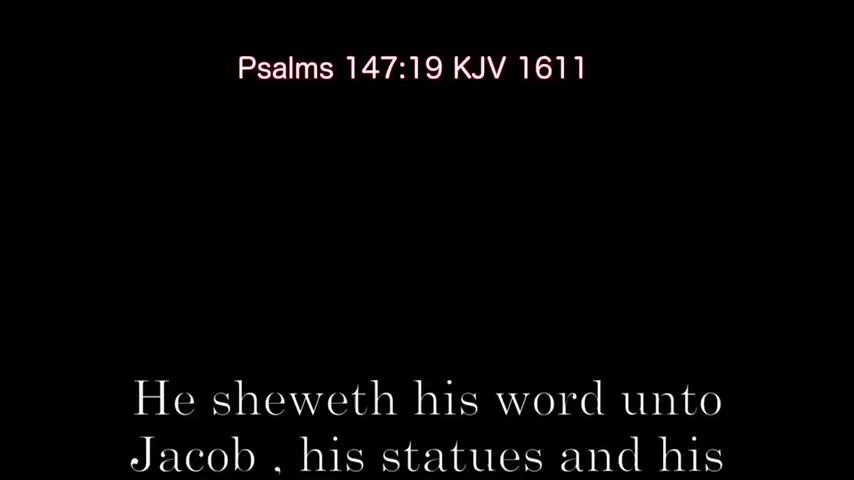 Psalms 147:19 KJV 1611
He sheweth his word unto
Jacob , his statues and his